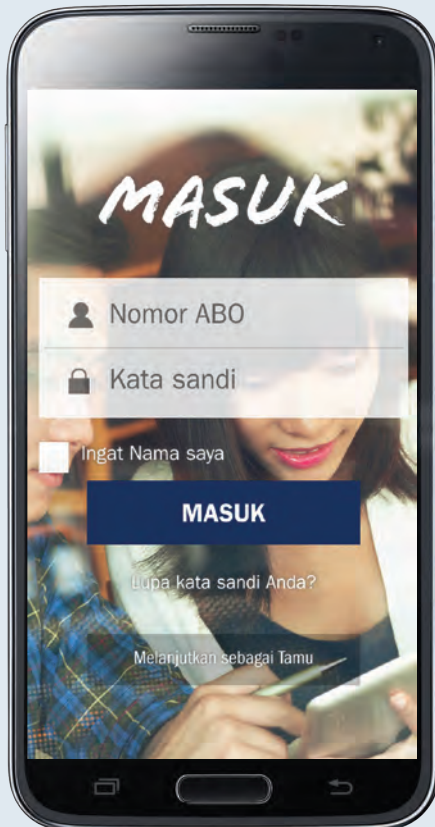 MASUK
Nomor ABO
Kata sandi
Ingat Nama saya
MASUK
Lupa kata sandi Anda?
Melanjutkan sebagai Tamu